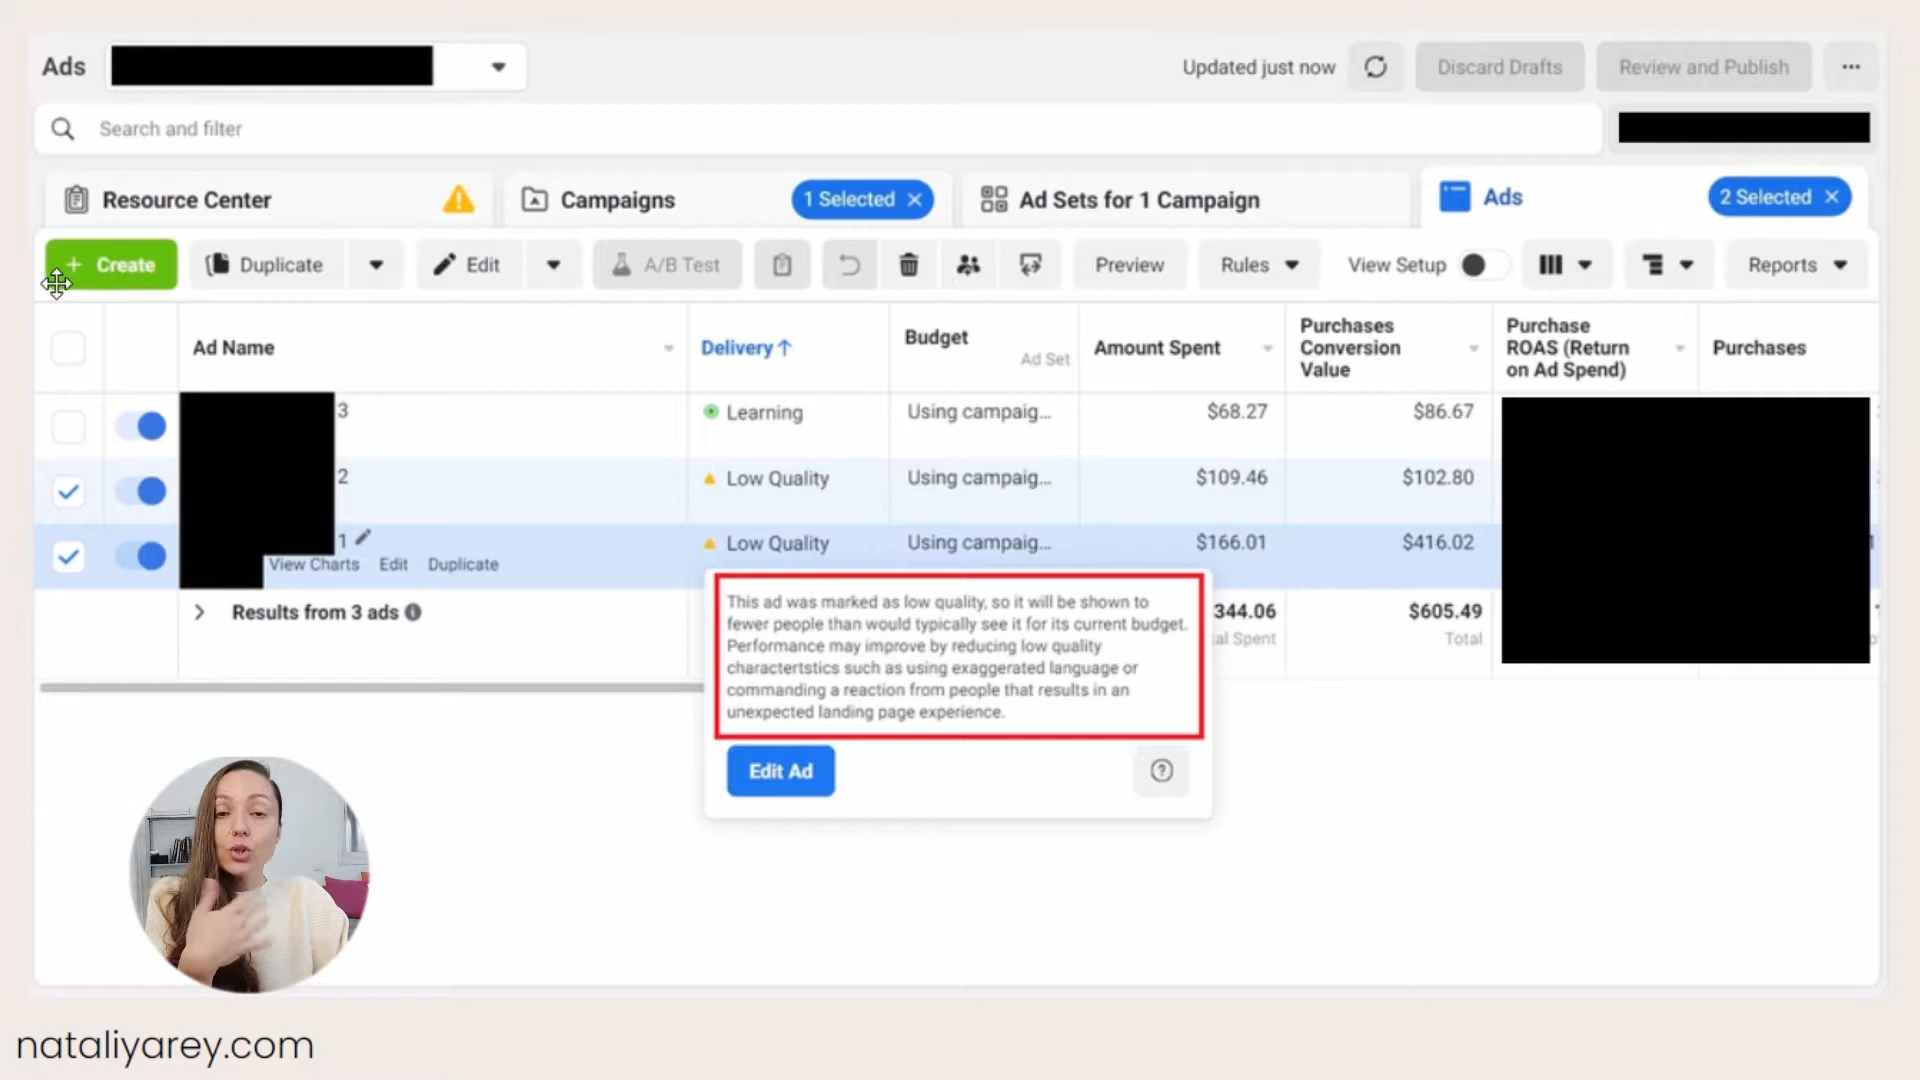 Ads
Updated just now
Discard Drafts
Review and Publish
Search and filter
Resource Center
Campaigns
1 Selected
Ad Sets for 1 Campaign
Ads
2 Selected
+ Create
Duplicate
Edit
A/B Test
Preview
Rules
View Setup
Reports
Ad Name
Delivery ↑
Budget
Ad Set
Amount Spent
Purchases
Conversion
Value
Purchase
ROAS (Return
on Ad Spend)
Purchases
3
Learning
Using campaig...
$68.27
$86.67
2
Low Quality
Using campaig...
$109.46
$102.80
1
Low Quality
Using campaig...
$166.01
$416.02
View Charts
Edit
Duplicate
Results from 3 ads
344.06
$605.49
Spent
Total
This ad was marked as low quality, so it will be shown to
fewer people than would typically see it for its current budget.
Performance may improve by reducing low quality
charactertstics such as using exaggerated language or
commanding a reaction from people that results in an
unexpected landing page experience.
Edit Ad
nataliyarey.com